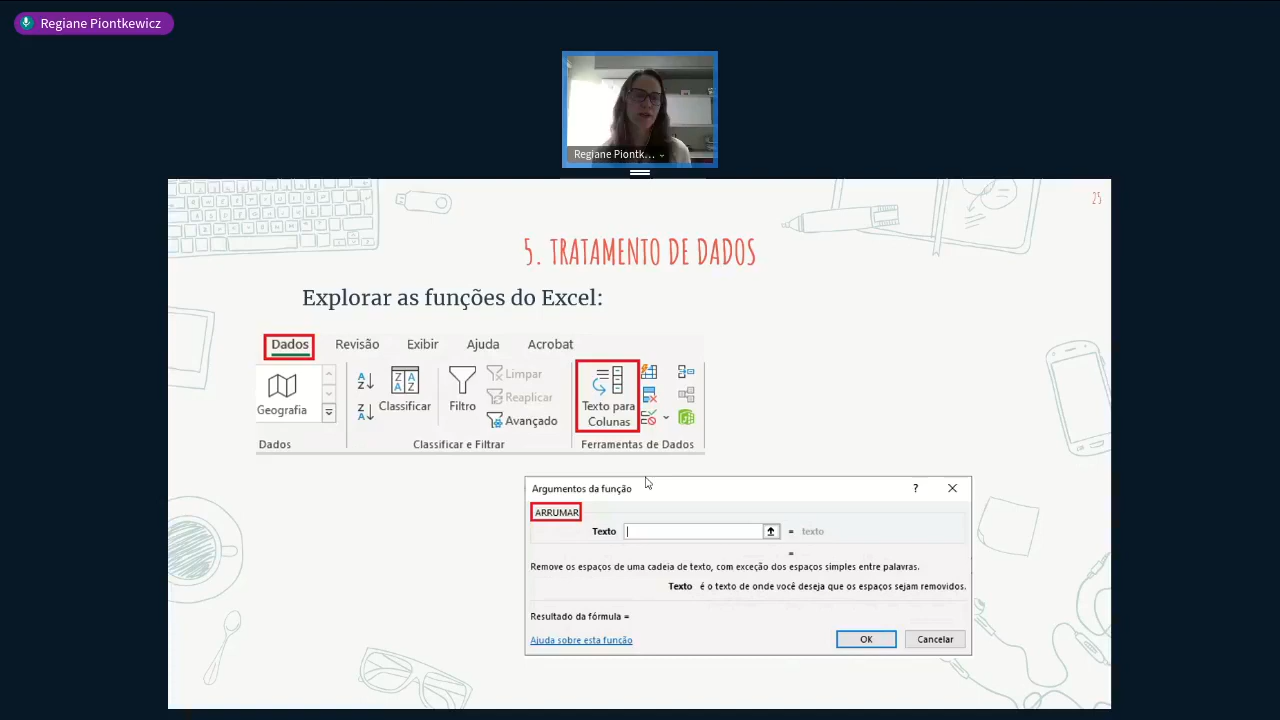 Regiane Piontkewicz
Regiane Piontk...
25
5. TRATAMENTO DE DADOS
Explorar as funções do Excel:
Dados Revisão Exibir Ajuda Acrobat
Geografia
Classificar
Filtro
Limpar
Reaplicar
Avançado
Texto para
Colunas
Dados Classificar e Filtrar Ferramentas de Dados
Argumentos da função ?
ARRUMAR
Texto = texto
=
Remove os espaços de uma cadeia de texto, com exceção dos espaços simples entre palavras.
Texto é o texto de onde você deseja que os espaços sejam removidos.
Resultado da fórmula =
Ajuda sobre esta função OK Cancelar